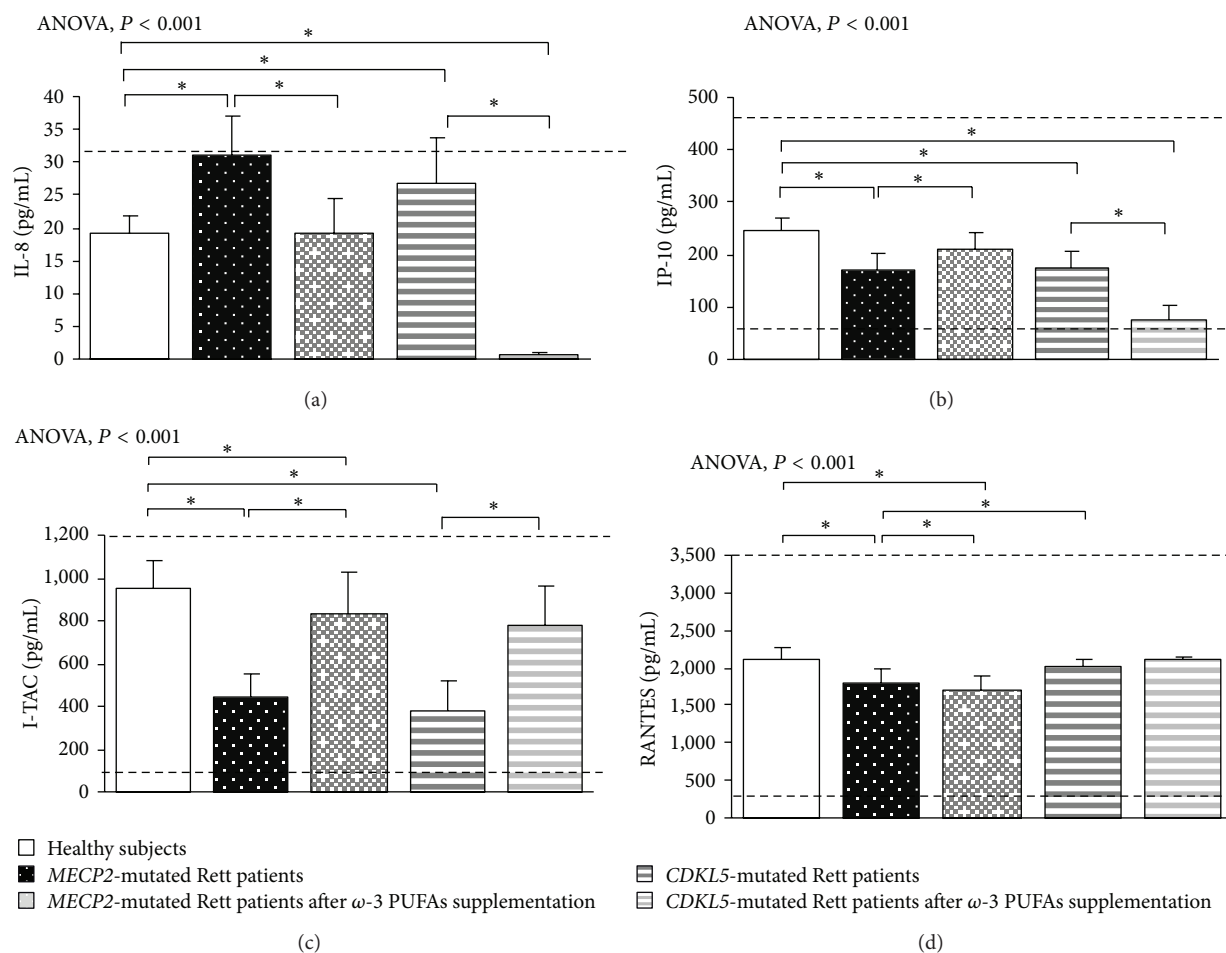 ANOVA, P < 0.001
*
*
*
*
*
40
35
30
25
20
15
10
5
0
IL-8 (pg/mL)
(a)
ANOVA, P < 0.001
500
400
300
200
100
0
*
*
*
*
*
IP-10 (pg/mL)
(b)
ANOVA, P < 0.001
*
*
*
*
*
1,200
1,000
800
600
400
200
0
I-TAC (pg/mL)
ANOVA, P < 0.001
*
*
*
*
3,500
3,000
2,500
2,000
1,500
1,000
500
0
RANTES (pg/mL)
Healthy subjects
MECP2-mutated Rett patients
MECP2-mutated Rett patients after ω-3 PUFAs supplementation
(c)
CDKL5-mutated Rett patients
CDKL5-mutated Rett patients after ω-3 PUFAs supplementation
(d)